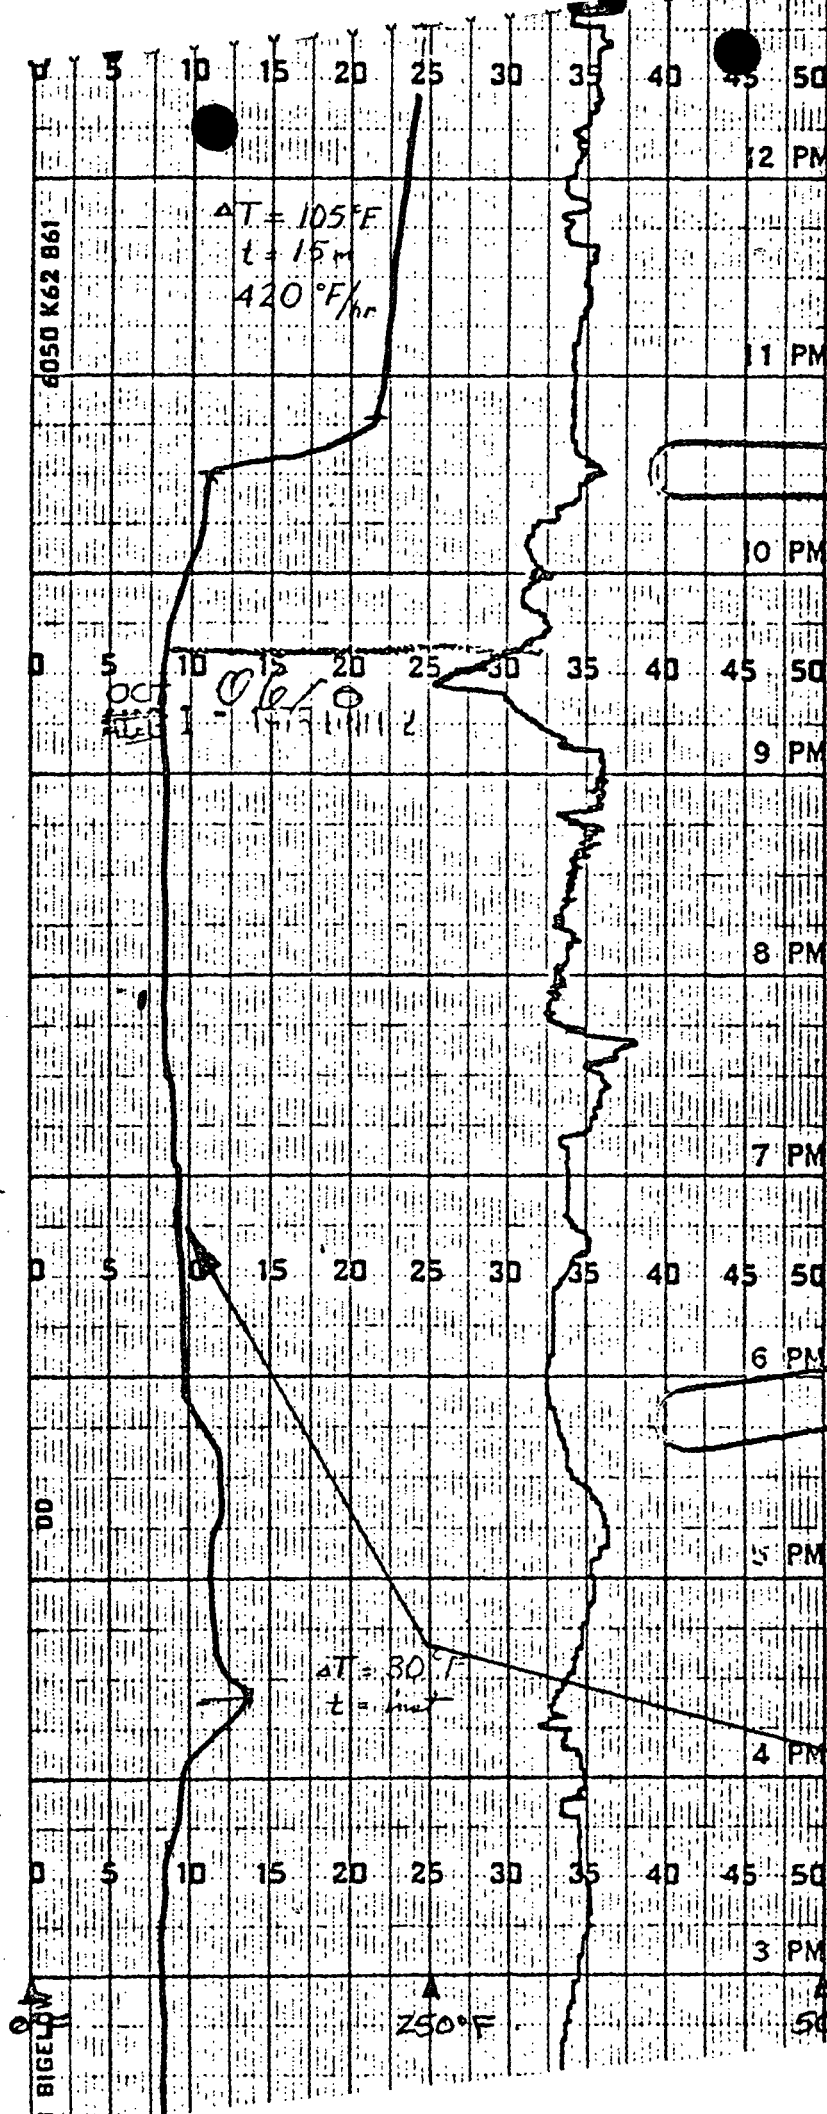 0 5 10 15 20 25 30 35 40 45 50
12 PM
ΔT = 105°F
t = 15 m
420 °F/hr
6050 K62 B61
11 PM
10 PM
0 5 10 15 20 25 30 35 40 45 50
OCT 0610
9 PM
8 PM
7 PM
0 5 10 15 20 25 30 35 40 45 50
6 PM
DD
5 PM
ΔT = 30°F
t = inst
4 PM
0 5 10 15 20 25 30 35 40 45 50
3 PM
BIGELOW
250°F
50